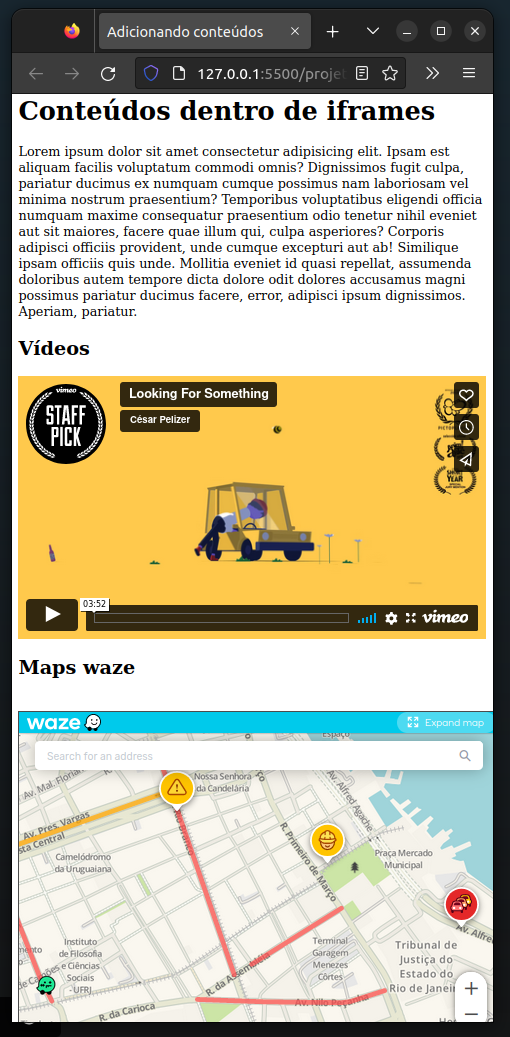 Adicionando conteúdos
127.0.0.1:5500/projet
Conteúdos dentro de iframes
Lorem ipsum dolor sit amet consectetur adipisicing elit. Ipsam est
aliquam facilis voluptatum commodi omnis? Dignissimos fugit culpa,
pariatur ducimus ex numquam cumque possimus nam laboriosam vel
minima nostrum praesentium? Temporibus voluptatibus eligendi officia
numquam maxime consequatur praesentium odio tenetur nihil eveniet
aut sit maiores, facere quae illum qui, culpa asperiores? Corporis
adipisci officiis provident, unde cumque excepturi aut ab! Similique
ipsam officiis quis unde. Mollitia eveniet id quasi repellat, assumenda
doloribus autem tempore dicta dolore odit dolores accusamus magni
possimus pariatur ducimus facere, error, adipisci ipsum dignissimos.
Aperiam, pariatur.
Vídeos
vimeo
STAFF
PICK
Looking For Something
César Pelizer
03:52
vimeo
Maps waze
waze
Expand map
Espaço
Search for an address
Av. Mal. Florian
Nossa Senhora
da Candelária
Av. Alfred Agache
Av. Pres. Vargas
sta Central
R. Primeiro de Março
Camelódromo
da Uruguaiana
Praça Mercado
Municipal
Av. Alfre
Instituto
de Filosofia
e Ciências
Sociais
- UFRJ
Terminal
Garagem
Menezes
Côrtes
Tribunal de
Justiça do
Estado do
Rio de Janei
R. da Assembléia
Av. Nilo Peçanha
R. da Carioca